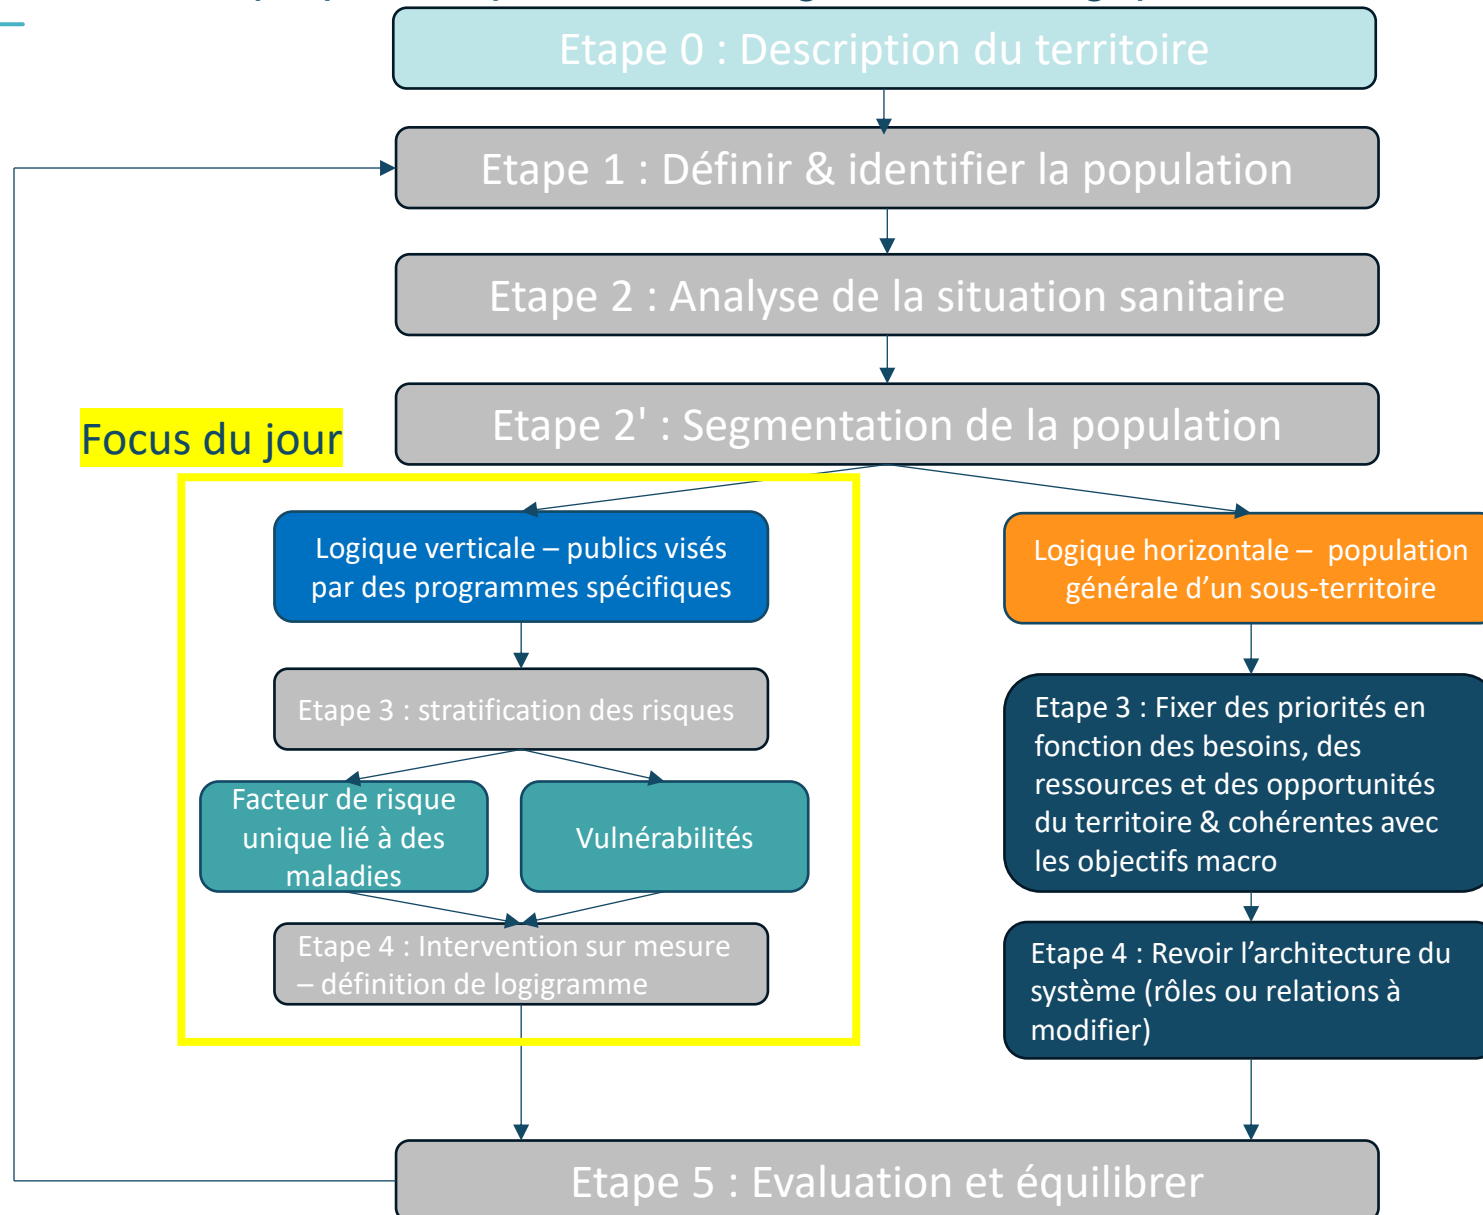 Etape 0 : Description du territoire
Etape 1 : Définir & identifier la population
Etape 2 : Analyse de la situation sanitaire
Etape 2' : Segmentation de la population
Focus du jour
Logique verticale – publics visés
par des programmes spécifiques
Logique horizontale – population
générale d’un sous-territoire
Etape 3 : stratification des risques
Facteur de risque
unique lié à des
maladies
Vulnérabilités
Etape 4 : Intervention sur mesure
– définition de logigramme
Etape 3 : Fixer des priorités en
fonction des besoins, des
ressources et des opportunités
du territoire & cohérentes avec
les objectifs macro
Etape 4 : Revoir l’architecture du
système (rôles ou relations à
modifier)
Etape 5 : Evaluation et équilibrer